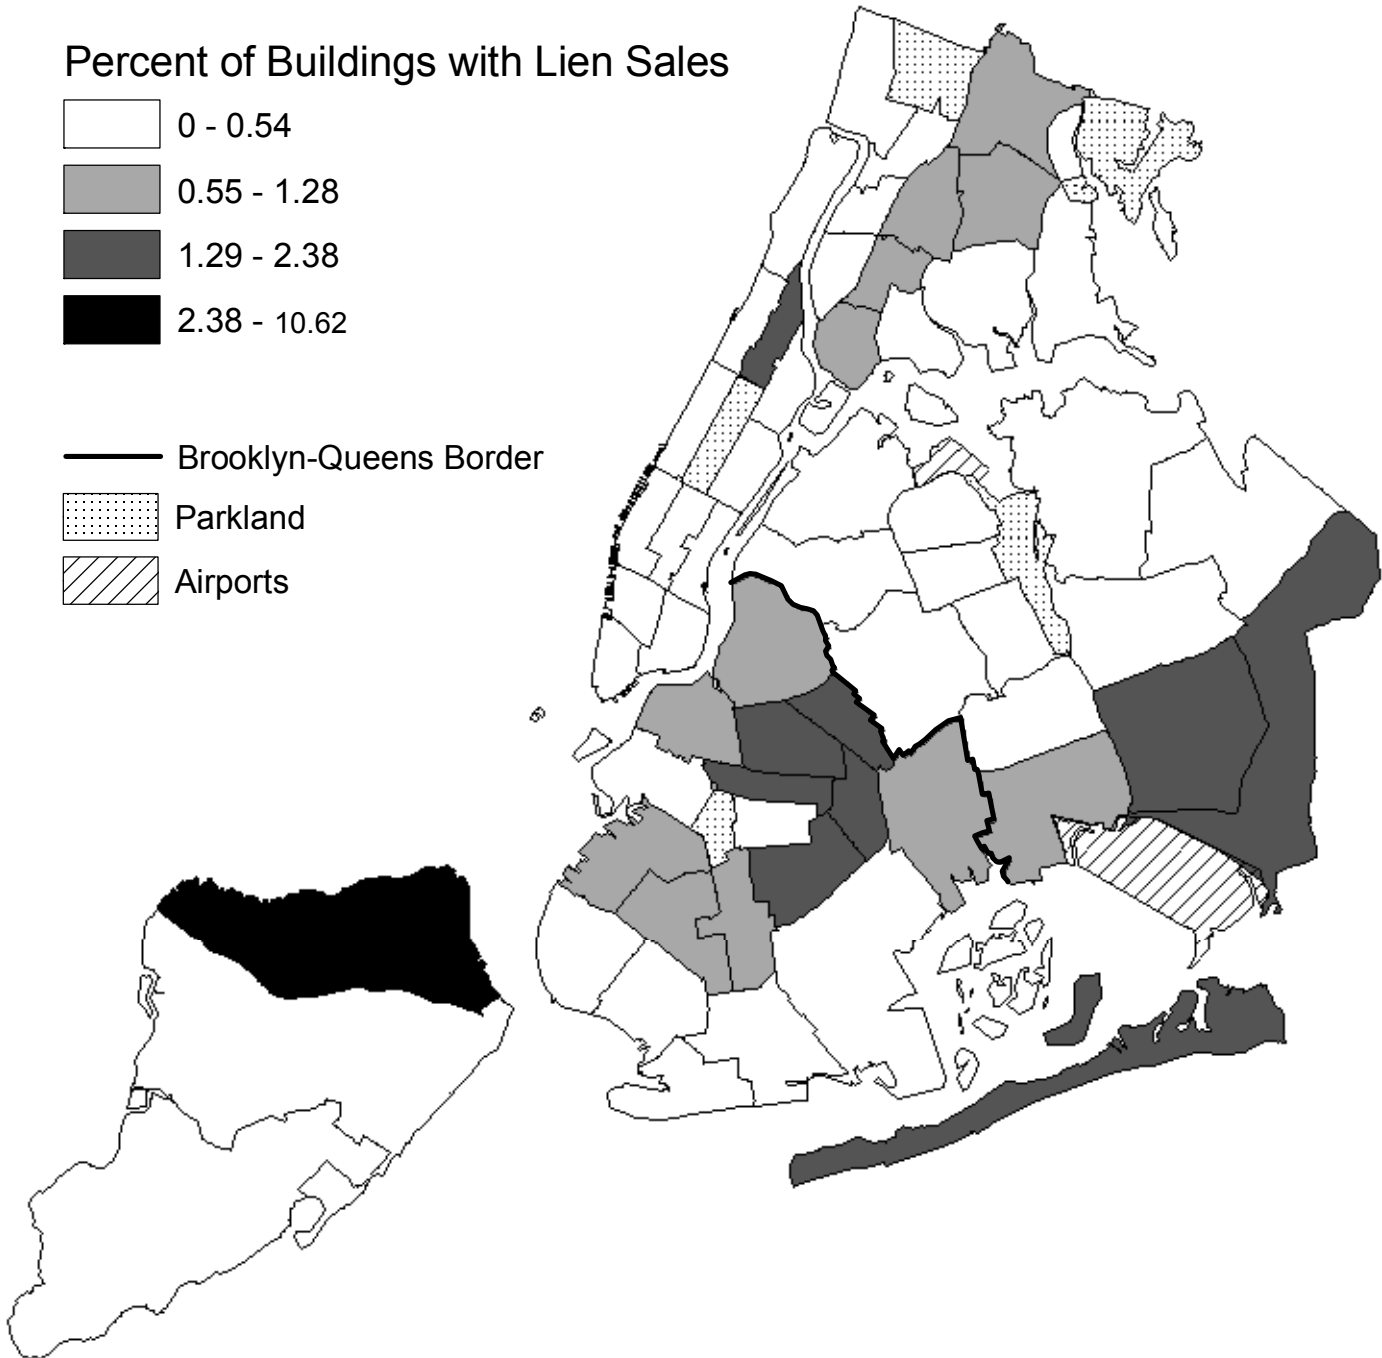 Percent of Buildings with Lien Sales
0 - 0.54
0.55 - 1.28
1.29 - 2.38
2.38 - 10.62
Brooklyn-Queens Border
Parkland
Airports